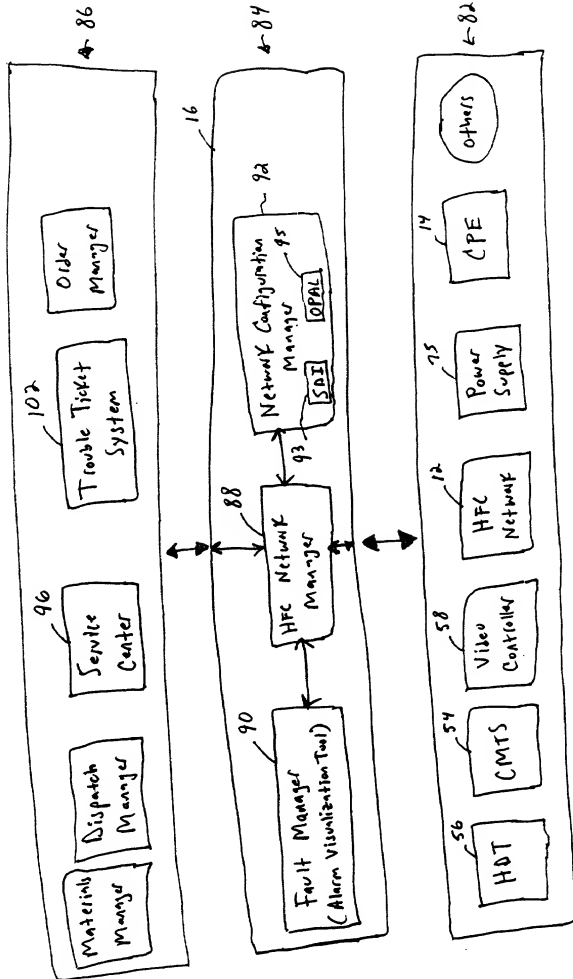 86
Materials
Manager
Dispatch
Manager
96
Service
Center
102
Trouble Ticket
System
Order
Manager
84
16
90
Fault Manager
(Alarm Visualization Tool)
88
HFC Network
Manager
92
Network Configuration
Manager
93
SDI
95
OPAL
82
56
HDT
54
CMTS
58
Video
Controller
12
HFC
Network
75
Power
Supply
14
CPE
Others